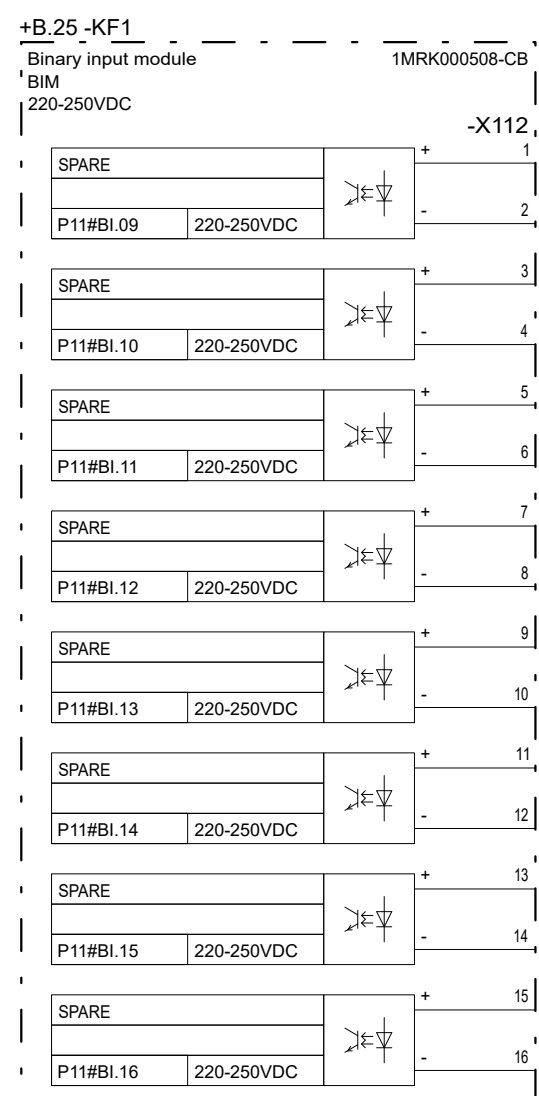 +B.25 -KF1
Binary input module 1MRK000508-CB
BIM
220-250VDC
-X112
+ 1
SPARE
- 2
P11#BI.09 220-250VDC
+ 3
SPARE
- 4
P11#BI.10 220-250VDC
+ 5
SPARE
- 6
P11#BI.11 220-250VDC
+ 7
SPARE
- 8
P11#BI.12 220-250VDC
+ 9
SPARE
- 10
P11#BI.13 220-250VDC
+ 11
SPARE
- 12
P11#BI.14 220-250VDC
+ 13
SPARE
- 14
P11#BI.15 220-250VDC
+ 15
SPARE
- 16
P11#BI.16 220-250VDC